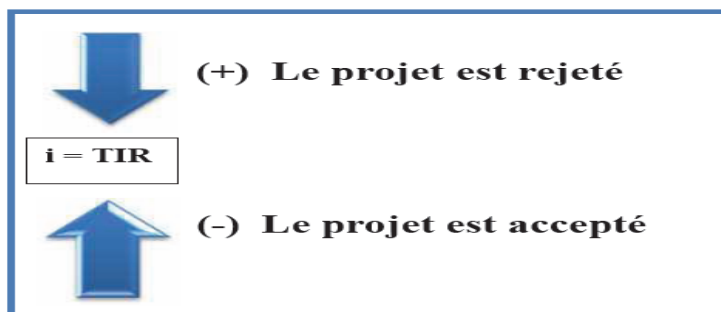 (+) Le projet est rejeté
i = TIR
(-) Le projet est accepté